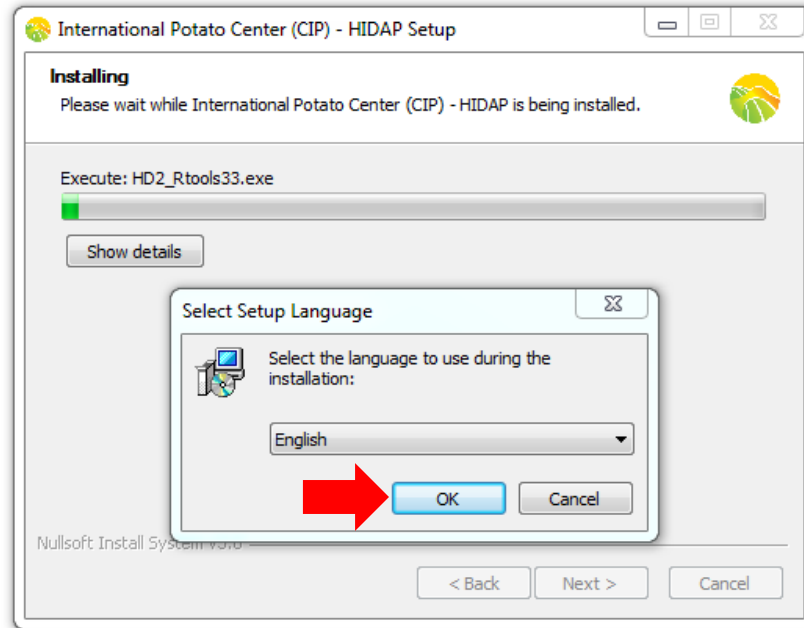 International Potato Center (CIP) - HIDAP Setup
Installing
Please wait while International Potato Center (CIP) - HIDAP is being installed.
Execute: HD2_Rtools33.exe
Show details
Select Setup Language
Select the language to use during the
installation:
English
OK
Cancel
Nullsoft Install System
< Back
Next >
Cancel